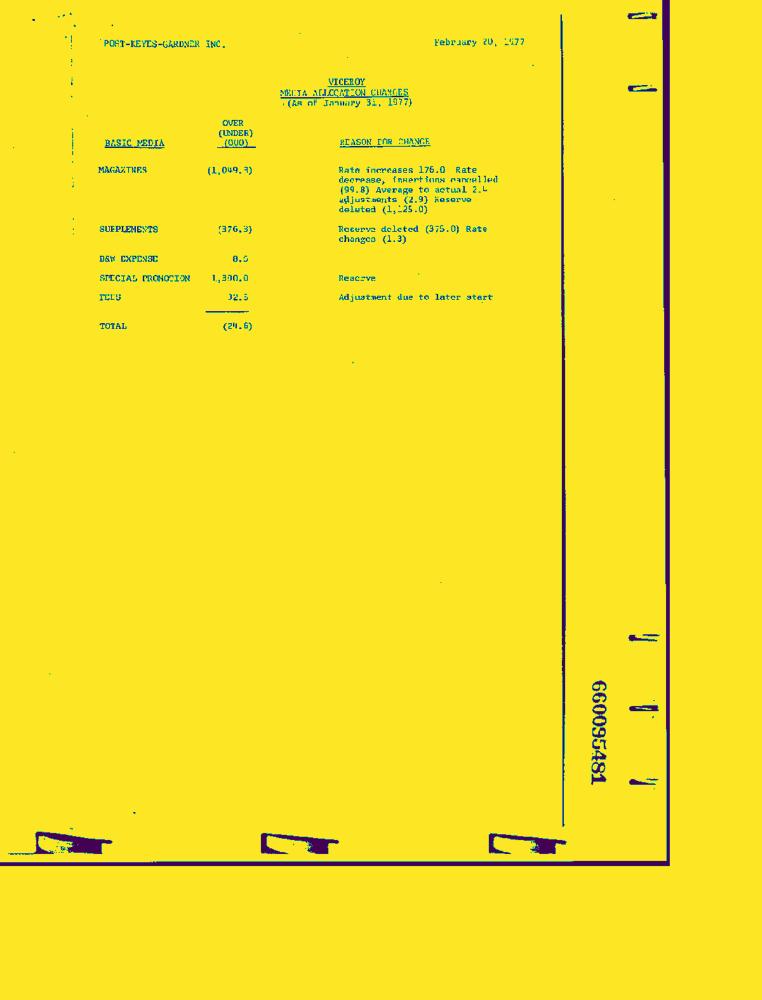 POST-KEYES-GARDNER INC. February 20, 1977
VICEROY
MEDIA ALLOCATION CHANGES
(As of January 31, 1977)
OVER
(UNDER)
BASIC MEDIA (000) REASON FOR CHANGE
MAGAZINES (1,049.3) Rate increases 176.0 Rate
decrease, insertions cancelled
(99.8) Average to actual 2.4
adjustments (2.9) Reserve
deleted (1,125.0)
SUPPLEMENTS (376.3) Reserve deleted (375.0) Rate
changes (1.3)
B&W EXPENSE 8.5
SPECIAL PROMOTION 1,360.0 Reserve
FEES 32.5 Adjustment due to later start
TOTAL (24.6)
660095481